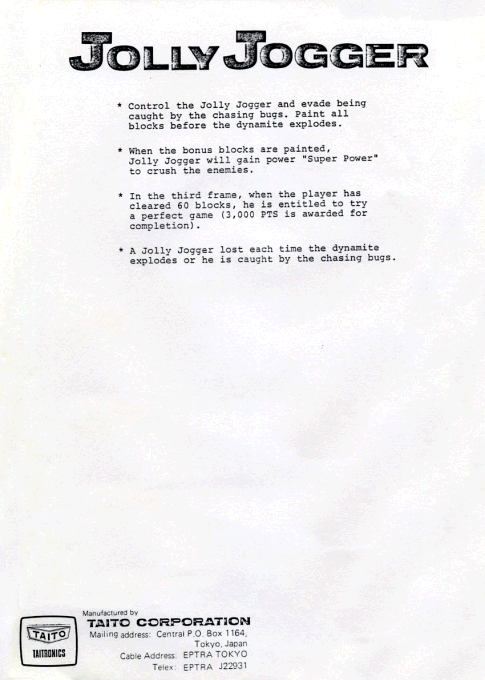 JOLLY JOGGER
* Control the Jolly Jogger and evade being
caught by the chasing bugs. Paint all
blocks before the dynamite explodes.
* When the bonus blocks are painted,
Jolly Jogger will gain power "Super Power"
to crush the enemies.
* In the third frame, when the player has
cleared 60 blocks, he is entitled to try
a perfect game (3,000 PTS is awarded for
completion).
* A Jolly Jogger lost each time the dynamite
explodes or he is caught by the chasing bugs.
TAITO
TAITRONICS
Manufactured by
TAITO CORPORATION
Mailing address: Central P.O. Box 1164,
Tokyo, Japan
Cable Address: EPTRA TOKYO
Telex: EPTRA J22931